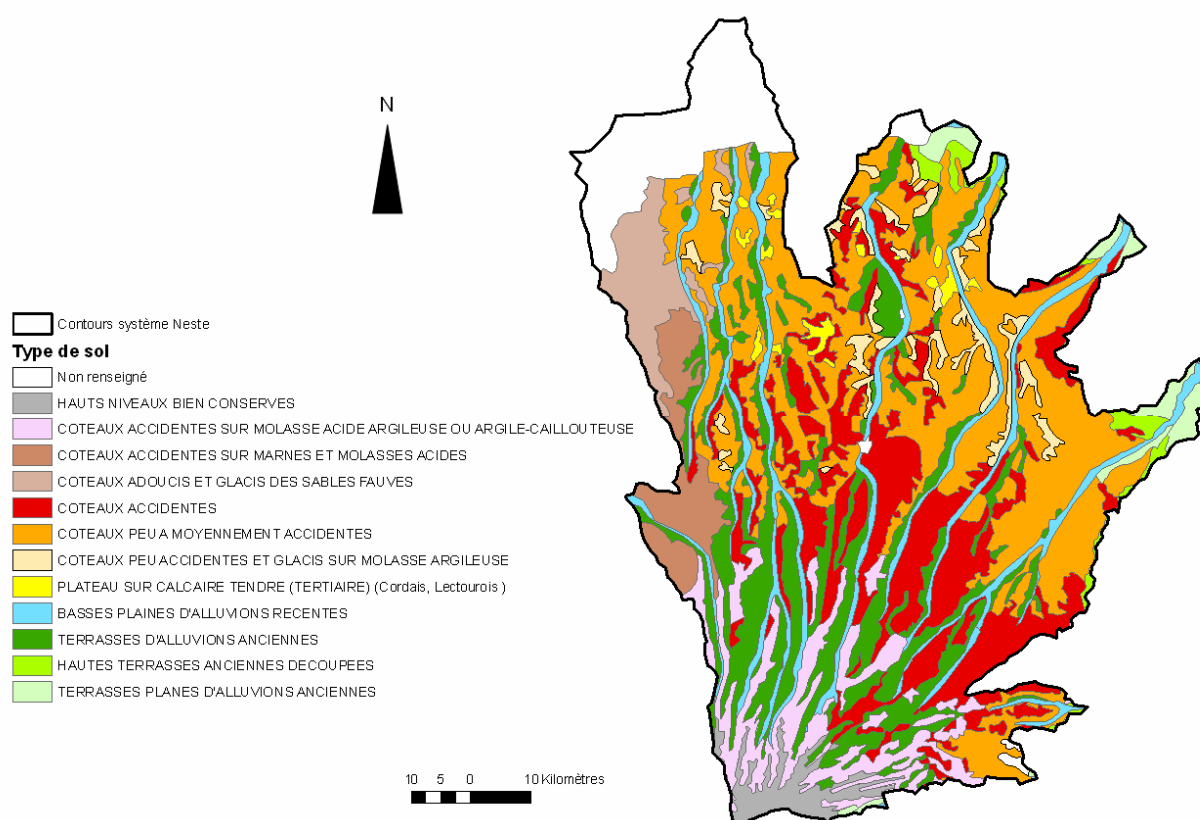 N
Contours système Neste
Type de sol
Non renseigné
HAUTS NIVEAUX BIEN CONSERVES
COTEAUX ACCIDENTES SUR MOLASSE ACIDE ARGILEUSE OU ARGILE-CAILLOUTEUSE
COTEAUX ACCIDENTES SUR MARNES ET MOLASSES ACIDES
COTEAUX ADOUCIS ET GLACIS DES SABLES FAUVES
COTEAUX ACCIDENTES
COTEAUX PEU A MOYENNEMENT ACCIDENTES
COTEAUX PEU ACCIDENTES ET GLACIS SUR MOLASSE ARGILEUSE
PLATEAU SUR CALCAIRE TENDRE (TERTIAIRE) (Cordais, Lectourois )
BASSES PLAINES D'ALLUVIONS RECENTES
TERRASSES D'ALLUVIONS ANCIENNES
HAUTES TERRASSES ANCIENNES DECOUPEES
TERRASSES PLANES D'ALLUVIONS ANCIENNES
10 5 0 10 Kilomètres